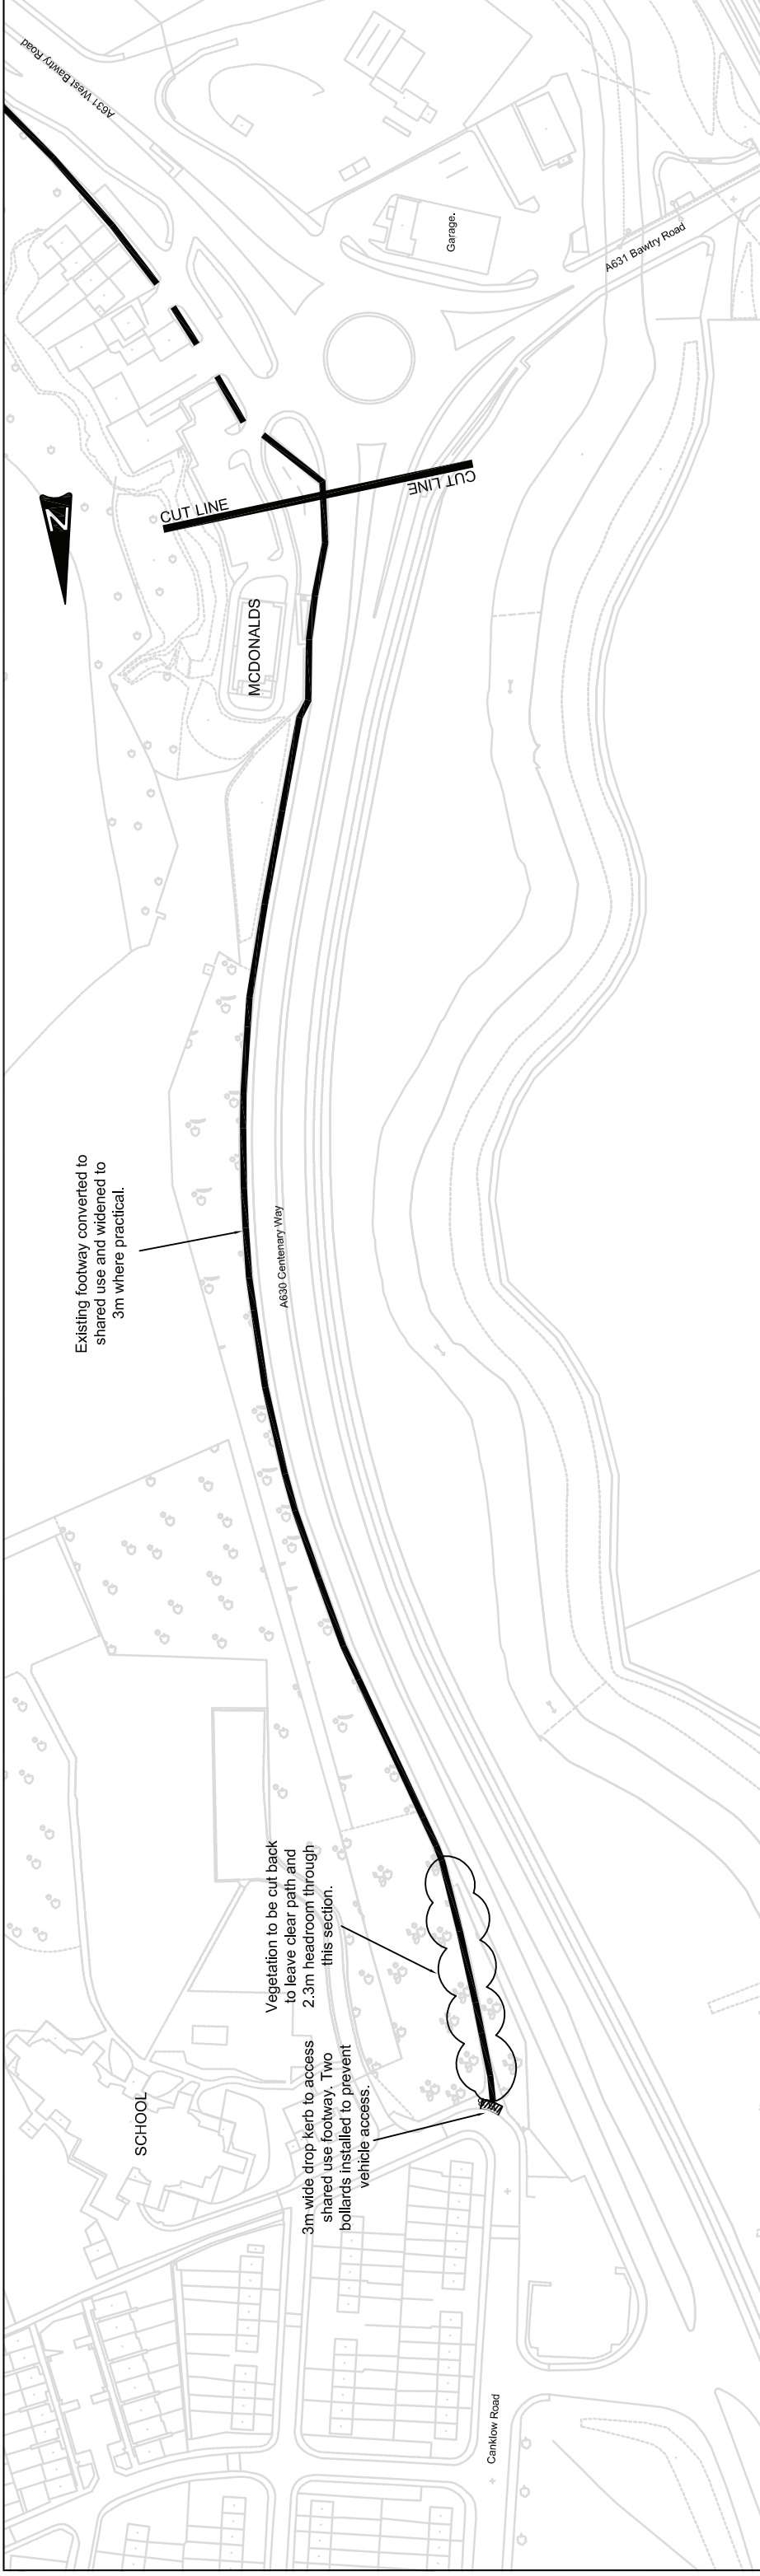 A631 West Bawtry Road
Garage.
A631 Bawtry Road
CUT LINE
CUT LINE
N
MCDONALDS
Existing footway converted to
shared use and widened to
3m where practical.
A630 Centenary Way
Vegetation to be cut back
to leave clear path and
2.3m headroom through
this section.
3m wide drop kerb to access
shared use footway. Two
bollards installed to prevent
vehicle access.
SCHOOL
Canklow Road